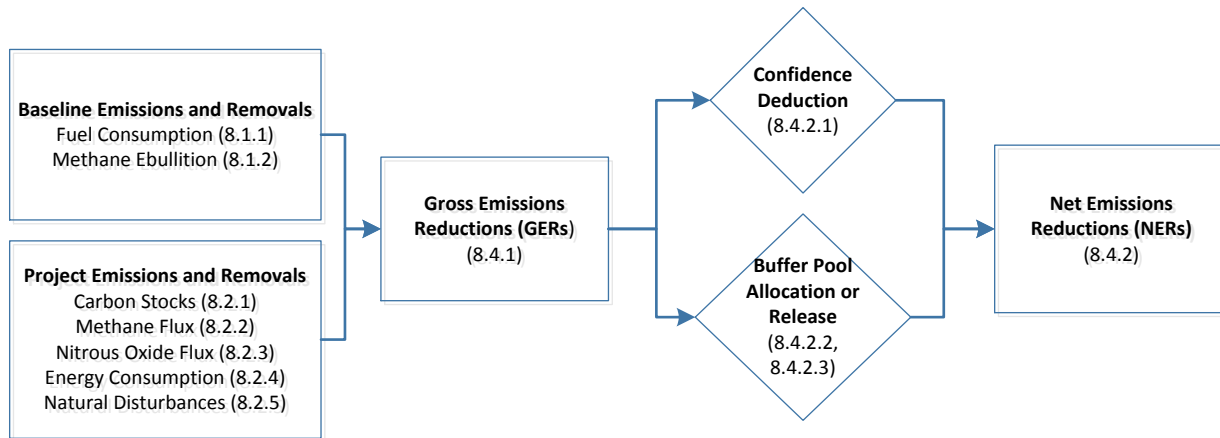 Baseline Emissions and Removals
Fuel Consumption (8.1.1)
Methane Ebullition (8.1.2)
Project Emissions and Removals
Carbon Stocks (8.2.1)
Methane Flux (8.2.2)
Nitrous Oxide Flux (8.2.3)
Energy Consumption (8.2.4)
Natural Disturbances (8.2.5)
Gross Emissions
Reductions (GERs)
(8.4.1)
Confidence
Deduction
(8.4.2.1)
Buffer Pool
Allocation or
Release
(8.4.2.2,
8.4.2.3)
Net Emissions
Reductions (NERs)
(8.4.2)